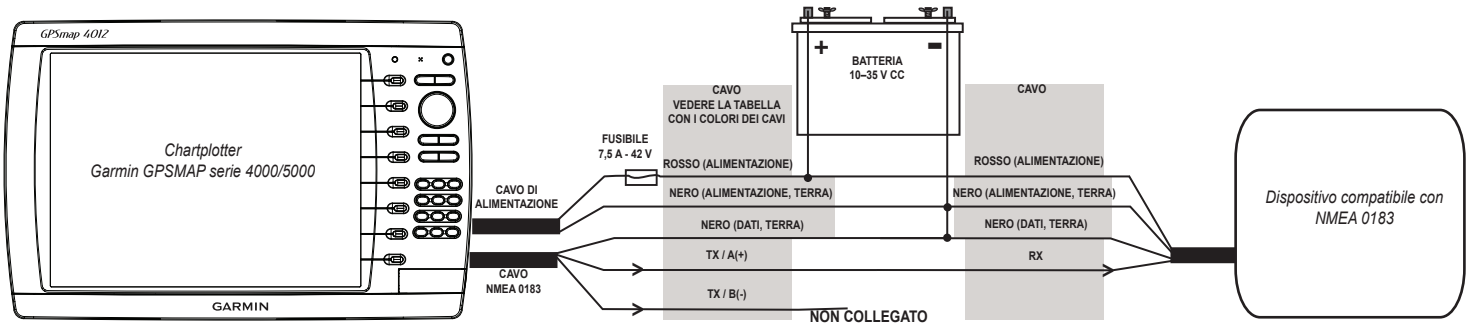 GPSmap 4012
Chartplotter
Garmin GPSMAP serie 4000/5000
GARMIN
CAVO DI
ALIMENTAZIONE
CAVO
NMEA 0183
FUSIBILE
7,5 A - 42 V
CAVO
VEDERE LA TABELLA
CON I COLORI DEI CAVI
ROSSO (ALIMENTAZIONE)
NERO (ALIMENTAZIONE, TERRA)
NERO (DATI, TERRA)
TX / A(+)
TX / B(-)
NON COLLEGATO
+ -
BATTERIA
10–35 V CC
CAVO
ROSSO (ALIMENTAZIONE)
NERO (ALIMENTAZIONE, TERRA)
NERO (DATI, TERRA)
RX
Dispositivo compatibile con
NMEA 0183